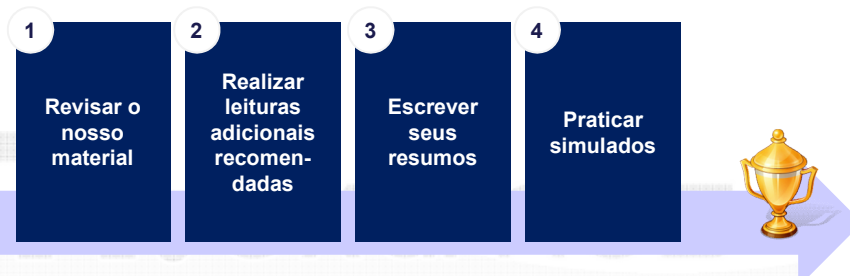 1
Revisar o
nosso
material
2
Realizar
leituras
adicionais
recomen-
dadas
3
Escrever
seus
resumos
4
Praticar
simulados